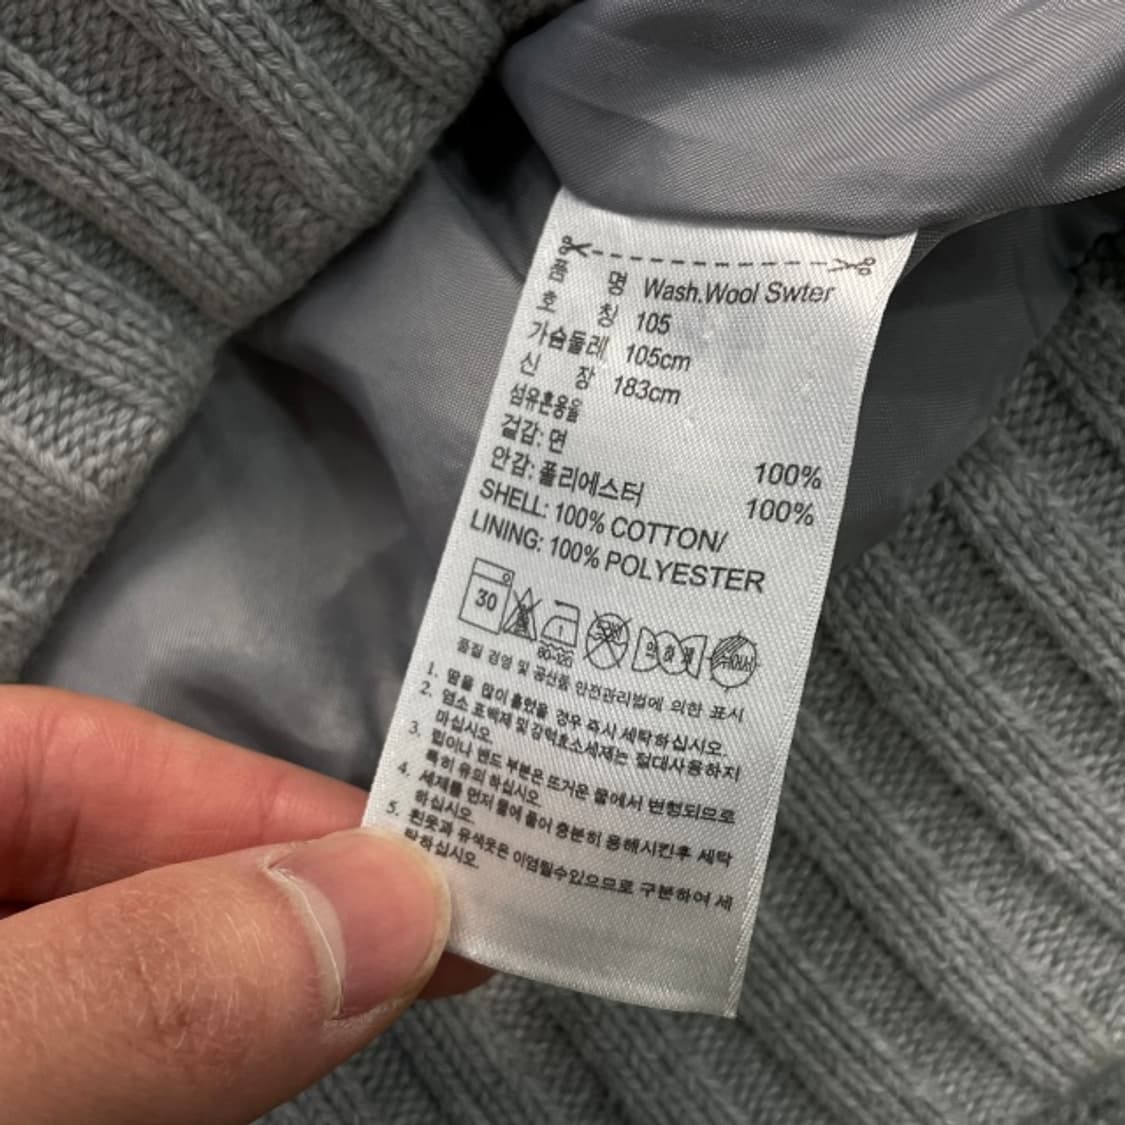 품 명 Wash.Wool Swter
호 칭 105
가슴둘레 105cm
신 장 183cm
섬유혼용율
겉감: 면 100%
안감: 폴리에스터 100%
SHELL: 100% COTTON/
LINING: 100% POLYESTER
30
80-120
약 하 게
품질 경영 및 공산품 안전관리법에 의한 표시
1. 땀을 많이 흘렸을 경우 즉시 세탁하십시오.
2. 염소 표백제 및 강력효소세제는 절대사용하지
마십시오
3. 립이나 밴드 부분은 뜨거운 물에서 변형되므로
특히 유의 하십시오
4. 세제를 먼저 물에 풀어 충분히 용해시킨후 세탁
하십시오
5. 흰옷과 유색옷은 이염될수있으므로 구분하여 세
탁하십시오.